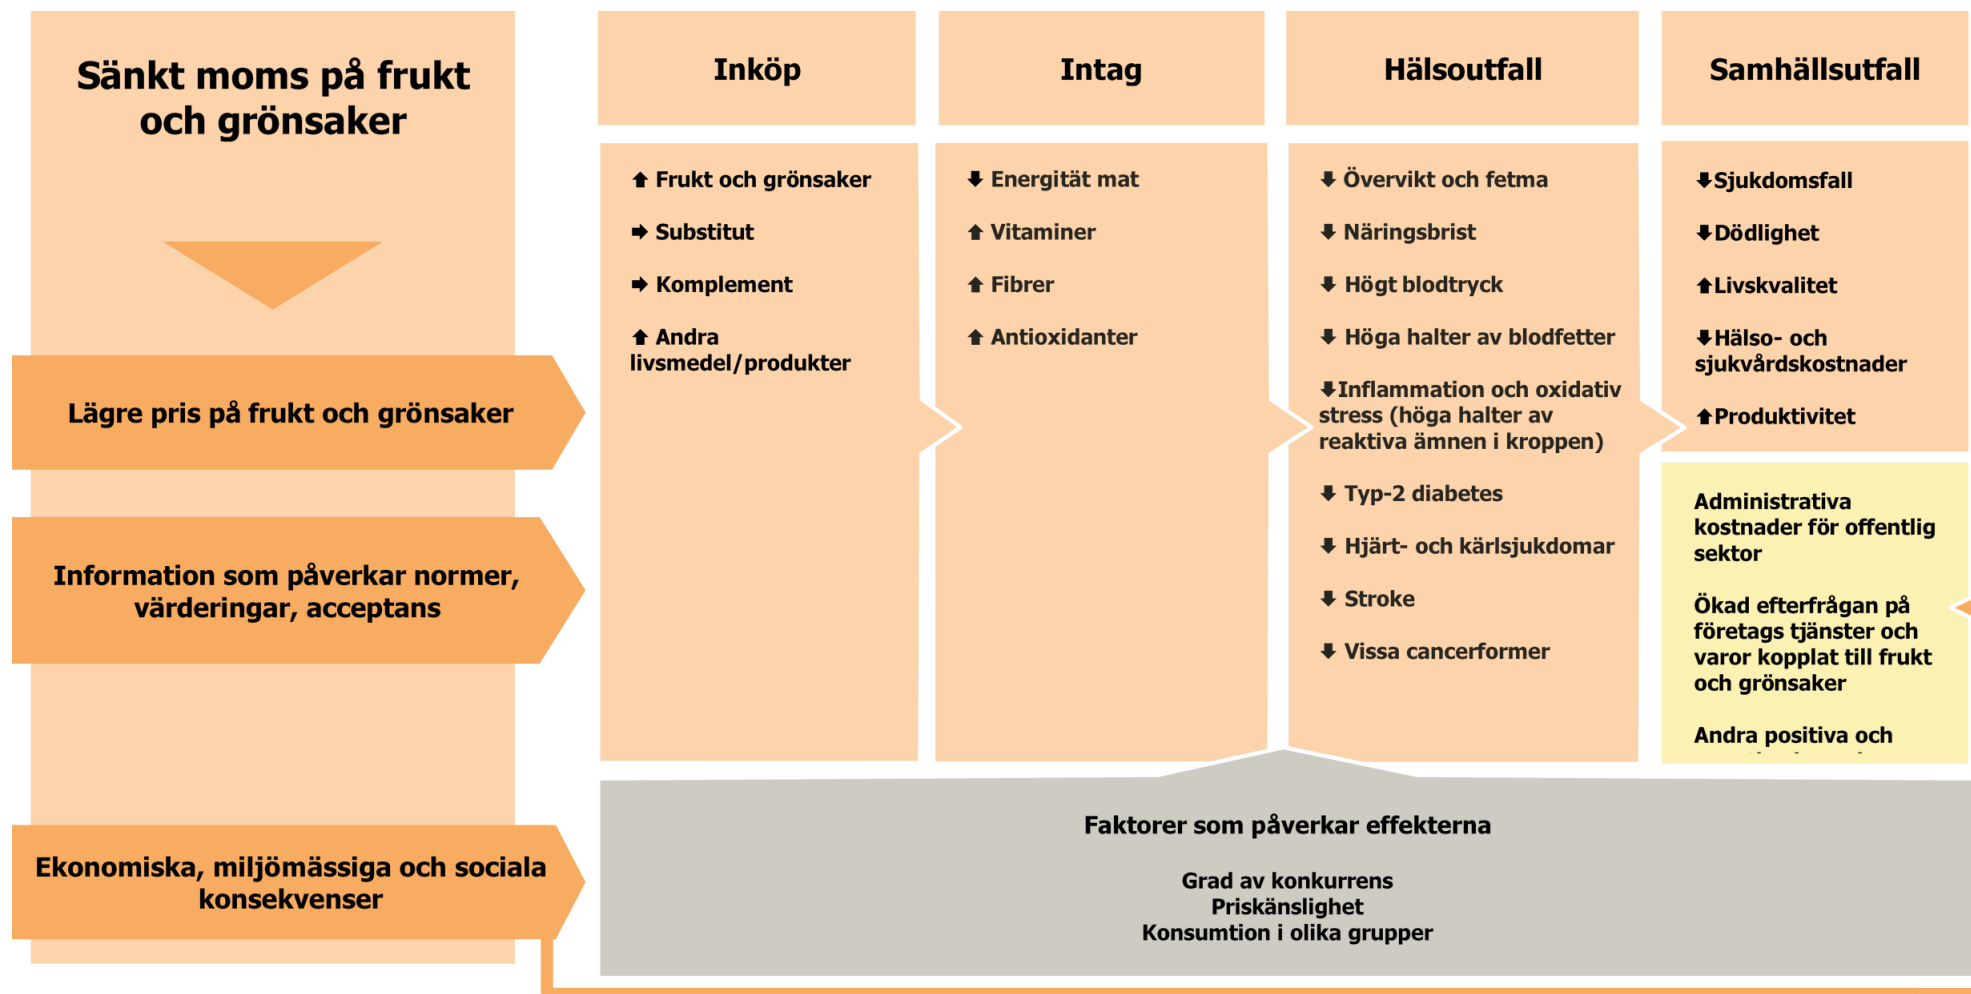 Sänkt moms på frukt
och grönsaker
Lägre pris på frukt och grönsaker
Information som påverkar normer,
värderingar, acceptans
Ekonomiska, miljömässiga och sociala
konsekvenser
Inköp
🡅 Frukt och grönsaker
🡆 Substitut
🡆 Komplement
🡅 Andra
livsmedel/produkter
Intag
🡇 Energität mat
🡅 Vitaminer
🡅 Fibrer
🡅 Antioxidanter
Hälsoutfall
🡇 Övervikt och fetma
🡇 Näringsbrist
🡇 Högt blodtryck
🡇 Höga halter av blodfetter
🡇Inflammation och oxidativ
stress (höga halter av
reaktiva ämnen i kroppen)
🡇 Typ-2 diabetes
🡇 Hjärt- och kärlsjukdomar
🡇 Stroke
🡇 Vissa cancerformer
Samhällsutfall
🡇Sjukdomsfall
🡇Dödlighet
🡅Livskvalitet
🡇Hälso- och
sjukvårdskostnader
🡅Produktivitet
Administrativa
kostnader för offentlig
sektor
Ökad efterfrågan på
företags tjänster och
varor kopplat till frukt
och grönsaker
Andra positiva och
Faktorer som påverkar effekterna
Grad av konkurrens
Priskänslighet
Konsumtion i olika grupper